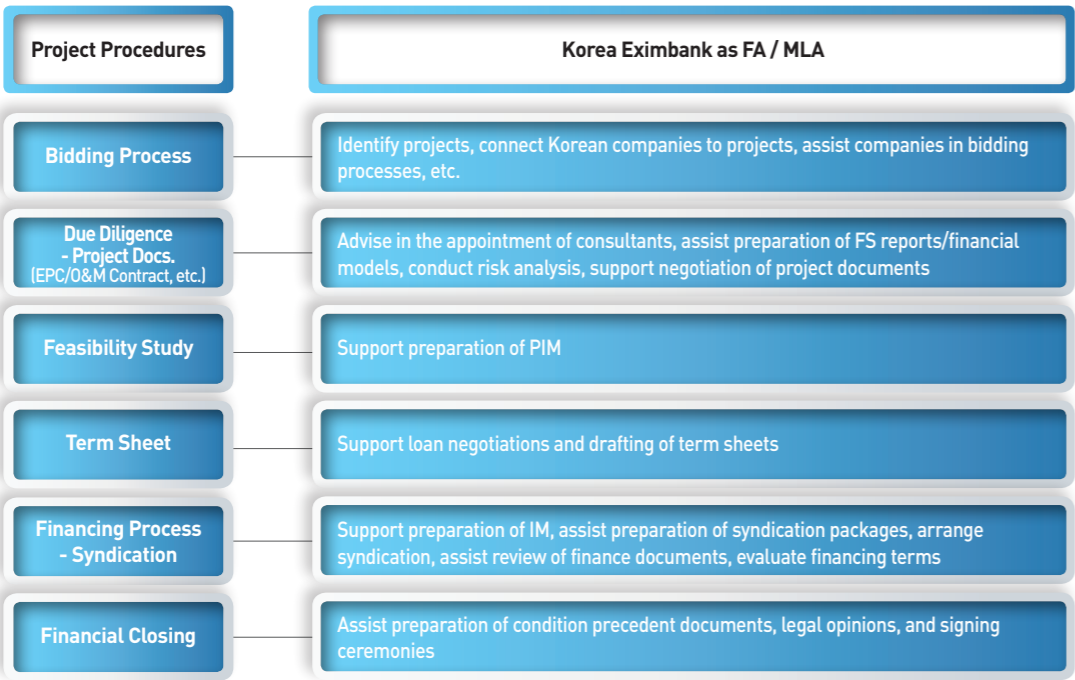 Project Procedures
Korea Eximbank as FA / MLA
Bidding Process
Identify projects, connect Korean companies to projects, assist companies in bidding
processes, etc.
Due Diligence
- Project Docs.
(EPC/O&M Contract, etc.)
Advise in the appointment of consultants, assist preparation of FS reports/financial
models, conduct risk analysis, support negotiation of project documents
Feasibility Study
Support preparation of PIM
Term Sheet
Support loan negotiations and drafting of term sheets
Financing Process
- Syndication
Support preparation of IM, assist preparation of syndication packages, arrange
syndication, assist review of finance documents, evaluate financing terms
Financial Closing
Assist preparation of condition precedent documents, legal opinions, and signing
ceremonies